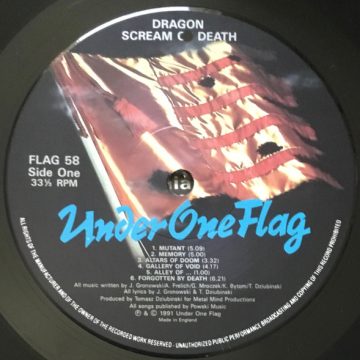 DRAGON
SCREAM OF DEATH
FLAG 58
Side One
33⅓ RPM
Under One Flag
1. MUTANT (5.09)
2. MEMORY (5.00)
3. ALTARS OF DOOM (3.32)
4. GALLERY OF VOID (4.17)
5. ALLEY OF ... (1.00)
6. FORGOTTEN BY DEATH (6.21)
All music written by J. Gronowski/A. Frelich/G. Mroczek/K. Bytom/T. Dziubinski
All lyrics by J. Gronowski & T. Dziubinski
Produced by Tomasz Dziubinski for Metal Mind Productions
All songs published by Polski Music
℗ & © 1991 Under One Flag
Made in England
ALL RIGHTS OF THE MANUFACTURER AND OF THE OWNER OF THE RECORDED WORK RESERVED - UNAUTHORIZED PUBLIC PERFORMANCE BROADCASTING AND COPYING OF THIS RECORD PROHIBITED